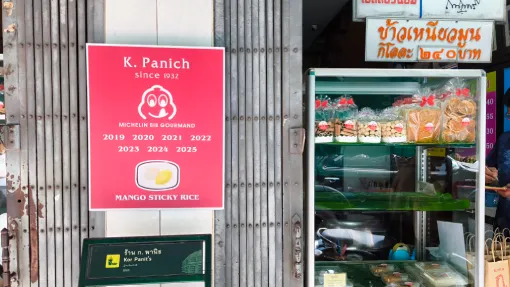 K. Panich
since 1932
MICHELIN BIB GOURMAND
2019 2020 2021 2022
2023 2024 2025
MANGO STICKY RICE
ร้าน ก. พานิช
Kor Panit's
ข้าวเหนียวมูน
กิโลละ ๒๔๐ บาท